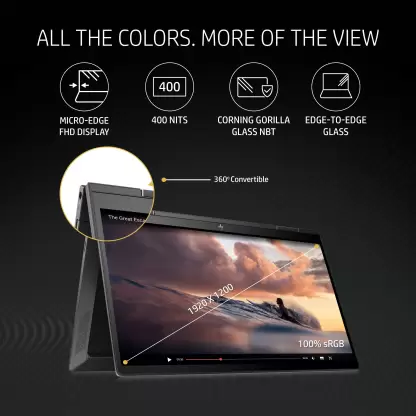 ALL THE COLORS. MORE OF THE VIEW
MICRO-EDGE
FHD DISPLAY
400
400 NITS
CORNING GORILLA
GLASS NBT
EDGE-TO-EDGE
GLASS
360° Convertible
The Great
hp
1920 X 1200
100% sRGB